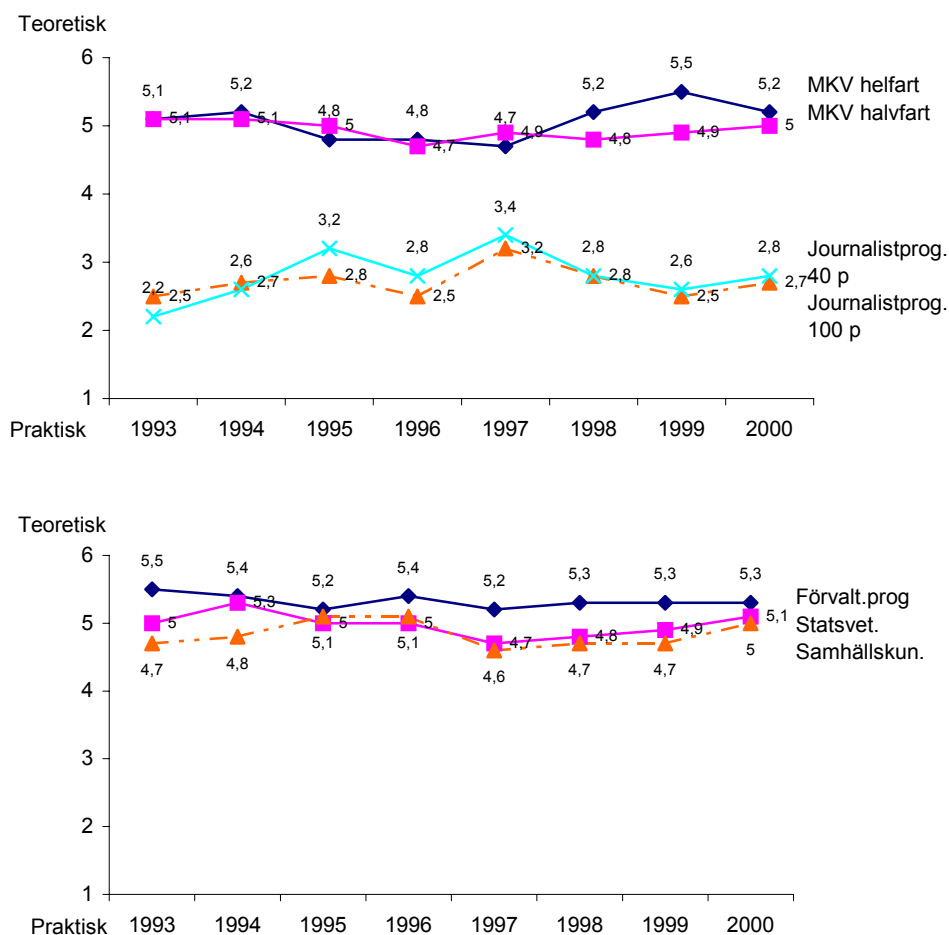 Teoretisk
6
5,1 5,2 4,8 4,8 4,7 5,2 5,5 5,2
MKV helfart
MKV halvfart
5
5,1 5,1 5 4,7 4,9 4,8 4,9 5
4
2,2 2,6 3,2 2,8 3,4 2,8 2,6 2,8
Journalistprog.
40 p
3
2,5 2,7 2,8 2,5 3,2 2,8 2,5 2,7
Journalistprog.
100 p
2
1
Praktisk 1993 1994 1995 1996 1997 1998 1999 2000
Teoretisk
6
5,5 5,4 5,2 5,4 5,2 5,3 5,3 5,3
Förvalt.prog
Statsvet.
Samhällskun.
5
5 5,3 5 5 4,7 4,8 4,9 5,1
4,7 4,8 5,1 5,1 4,6 4,7 4,7 5
4
3
2
1
Praktisk 1993 1994 1995 1996 1997 1998 1999 2000